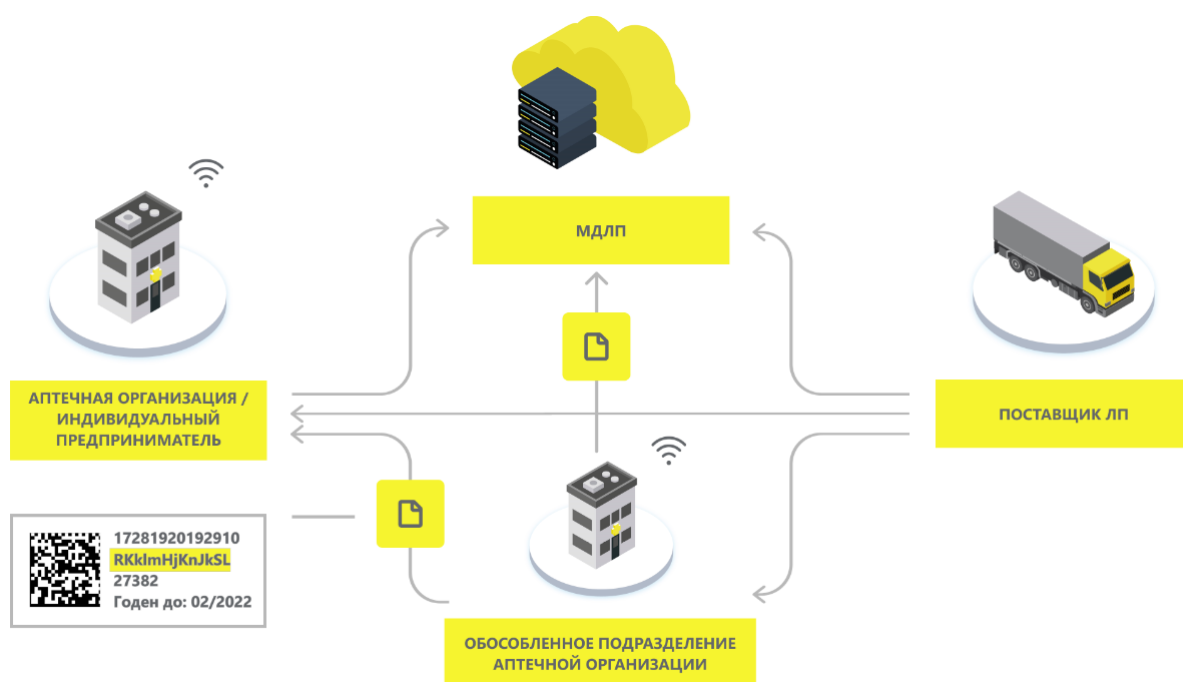 МДЛП
АПТЕЧНАЯ ОРГАНИЗАЦИЯ /
ИНДИВИДУАЛЬНЫЙ
ПРЕДПРИНИМАТЕЛЬ
ПОСТАВЩИК ЛП
17281920192910
RKklmHjKnJkSL
27382
Годен до: 02/2022
ОБОСОБЛЕННОЕ ПОДРАЗДЕЛЕНИЕ
АПТЕЧНОЙ ОРГАНИЗАЦИИ